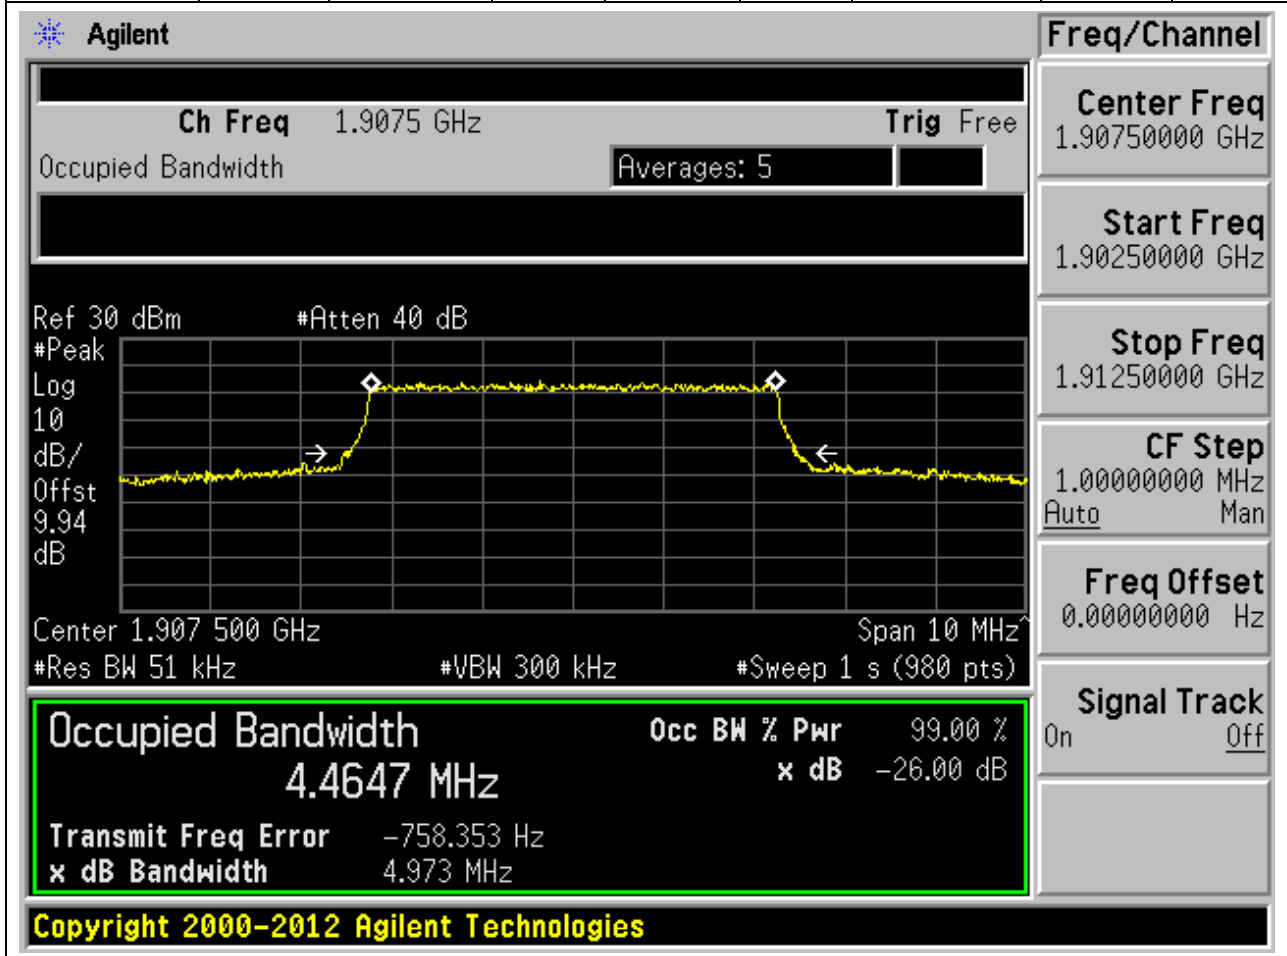 Agilent
Freq/Channel
Ch Freq 1.9075 GHz Trig Free
Occupied Bandwidth Averages: 5
Center Freq
1.90750000 GHz
Start Freq
1.90250000 GHz
Ref 30 dBm #Atten 40 dB
#Peak
Log
10
dB/
Offst
9.94
dB
Stop Freq
1.91250000 GHz
CF Step
1.00000000 MHz
Auto Man
Freq Offset
0.00000000 Hz
Center 1.907 500 GHz Span 10 MHz^
#Res BW 51 kHz #VBW 300 kHz #Sweep 1 s (980 pts)
Signal Track
On Off
Occupied Bandwidth Occ BW % Pwr 99.00 %
4.4647 MHz x dB -26.00 dB
Transmit Freq Error -758.353 Hz
x dB Bandwidth 4.973 MHz
Copyright 2000-2012 Agilent Technologies